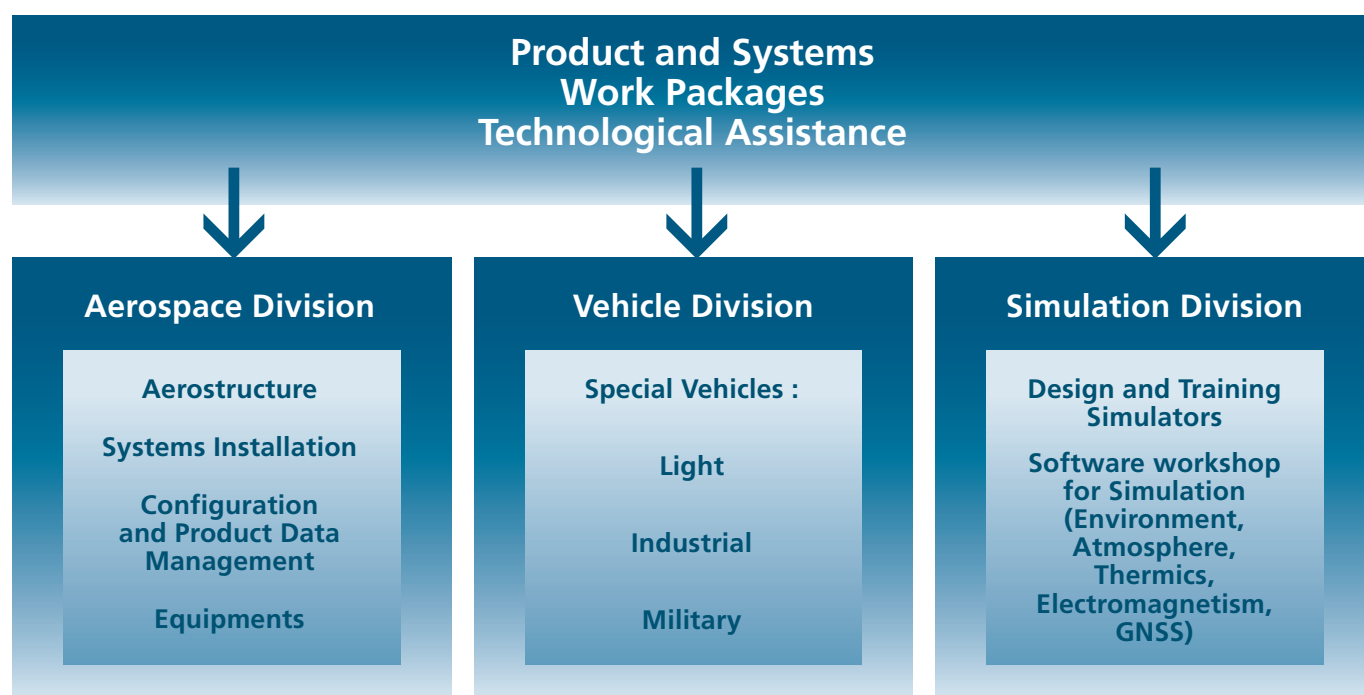 Product and Systems
Work Packages
Technological Assistance
Aerospace Division
Aerostructure
Systems Installation
Configuration
and Product Data
Management
Equipments
Vehicle Division
Special Vehicles :
Light
Industrial
Military
Simulation Division
Design and Training
Simulators
Software workshop
for Simulation
(Environment,
Atmosphere,
Thermics,
Electromagnetism,
GNSS)